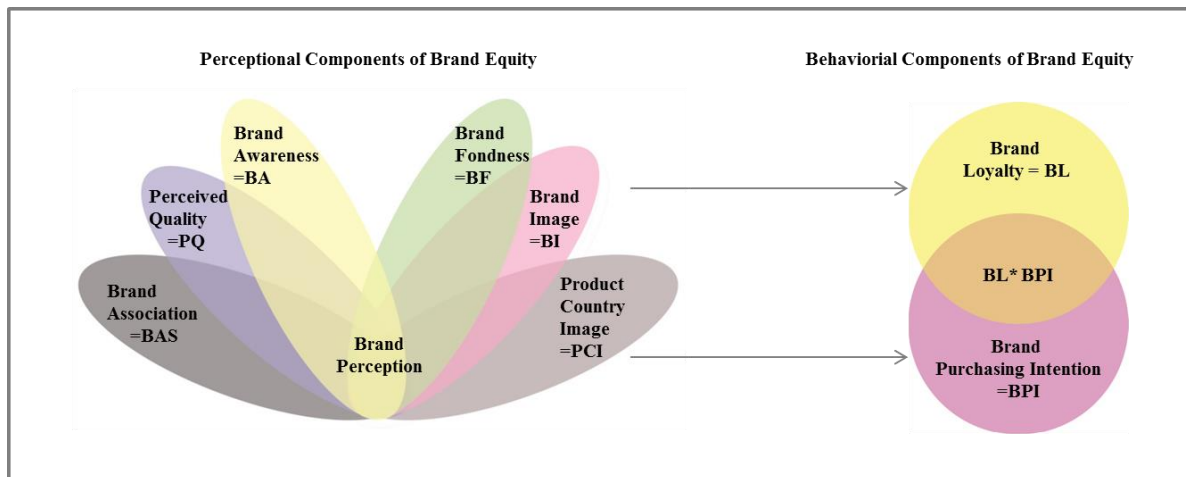 Perceptional Components of Brand Equity
Behaviorial Components of Brand Equity
Brand
Awareness
=BA
Brand
Fondness
=BF
Perceived
Quality
=PQ
Brand
Image
=BI
Brand
Association
=BAS
Product
Country
Image
=PCI
Brand
Perception
Brand
Loyalty = BL
BL* BPI
Brand
Purchasing Intention
=BPI